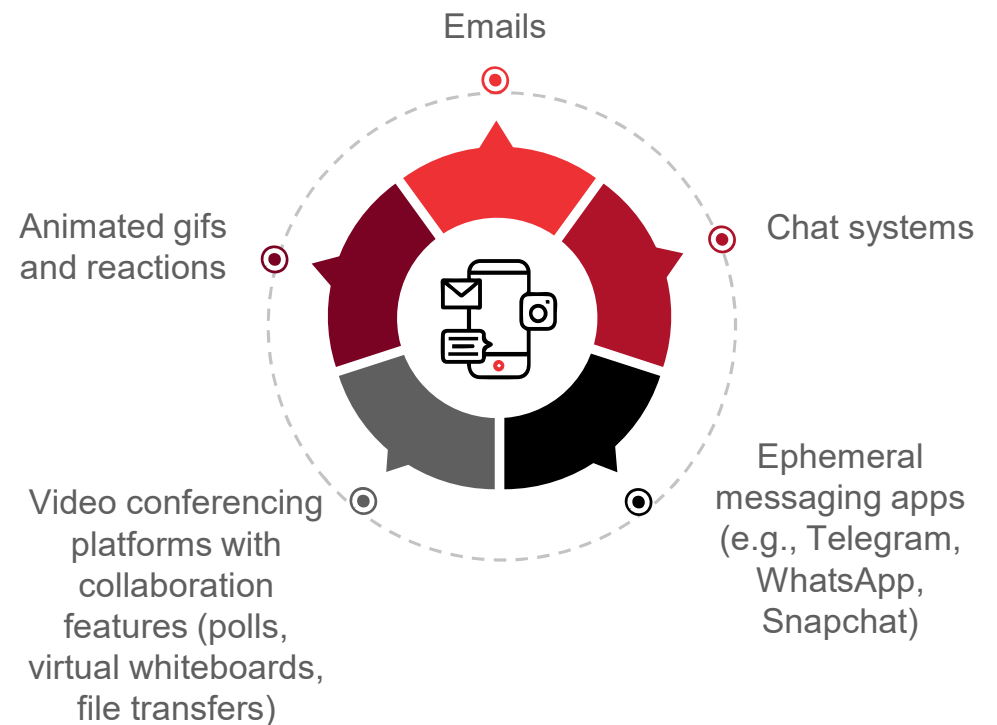 Emails
Chat systems
Ephemeral
messaging apps
(e.g., Telegram,
WhatsApp,
Snapchat)
Video conferencing
platforms with
collaboration
features (polls,
virtual whiteboards,
file transfers)
Animated gifs
and reactions